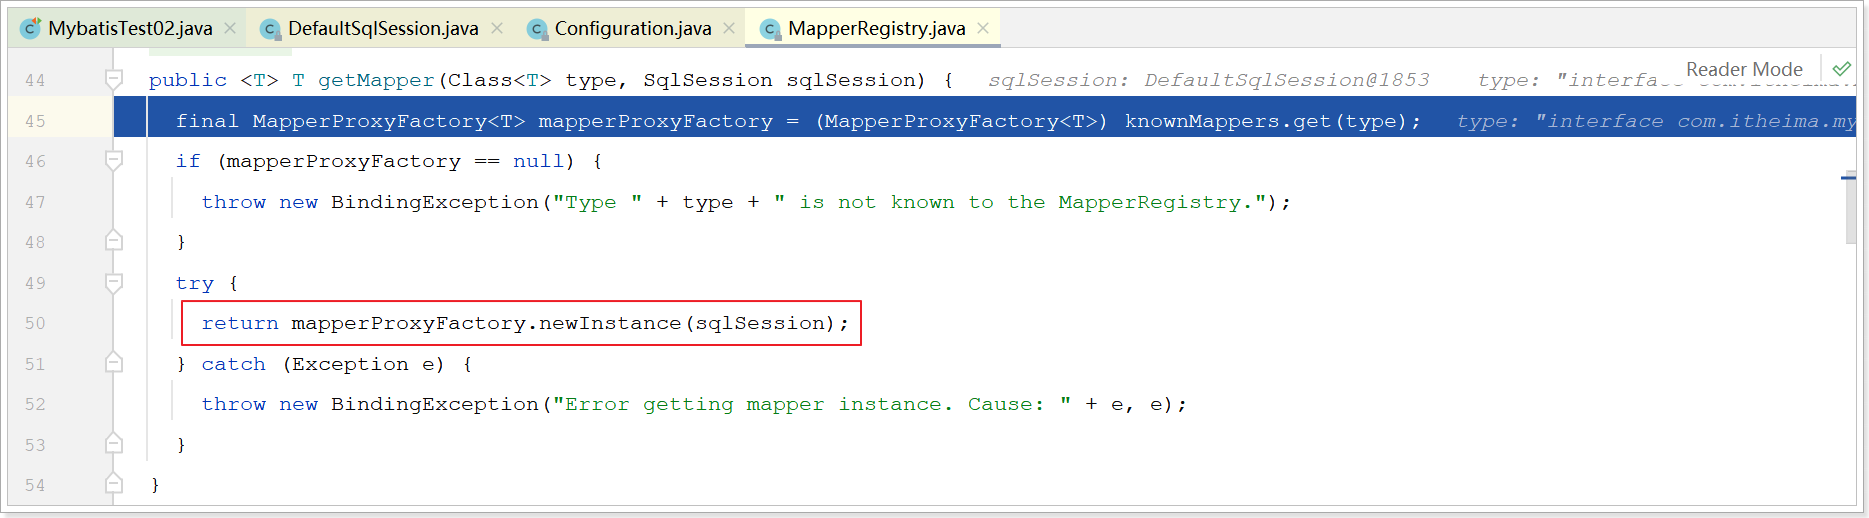 MybatisTest02.java DefaultSqlSession.java Configuration.java MapperRegistry.java
44 public <T> T getMapper(Class<T> type, SqlSession sqlSession) { sqlSession: DefaultSqlSession@1853 type: "interfac Reader Mode
45 final MapperProxyFactory<T> mapperProxyFactory = (MapperProxyFactory<T>) knownMappers.get(type); type: "interface com.itheima.my
46 if (mapperProxyFactory == null) {
47 throw new BindingException("Type " + type + " is not known to the MapperRegistry.");
48 }
49 try {
50 return mapperProxyFactory.newInstance(sqlSession);
51 } catch (Exception e) {
52 throw new BindingException("Error getting mapper instance. Cause: " + e, e);
53 }
54 }